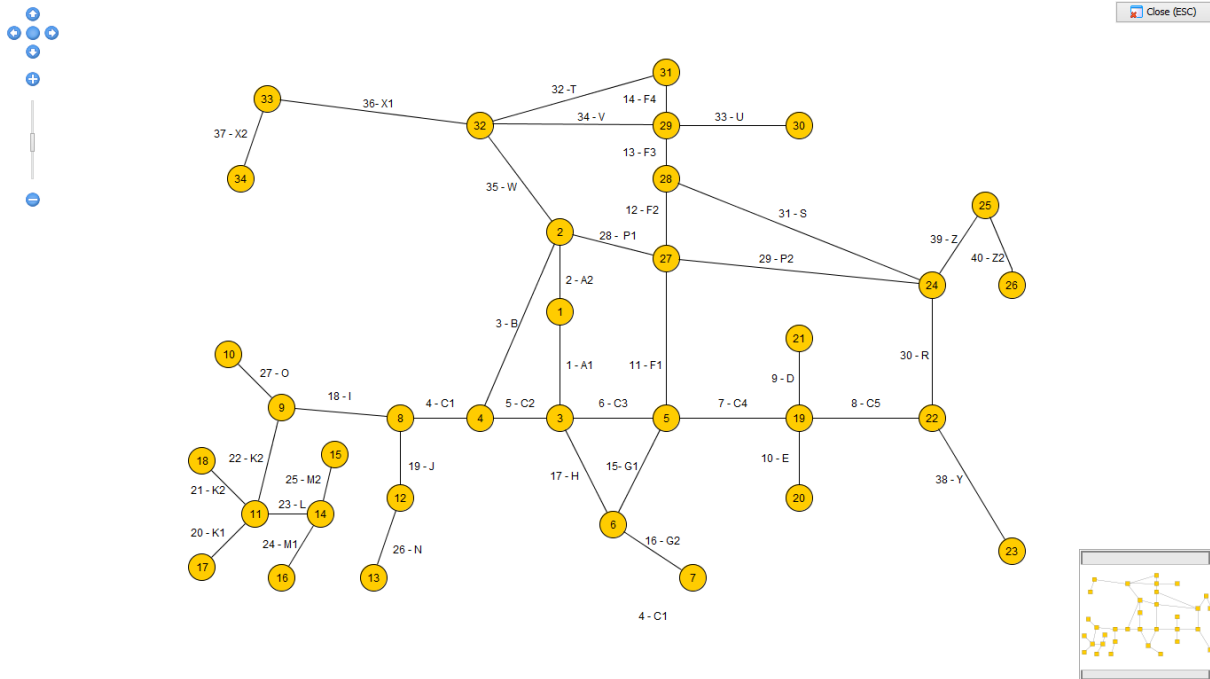 Close (ESC)
31
32 -T
14 - F4
33
36- X1
32
34 - V
29
33 - U
30
37 - X2
13 - F3
34
28
35 - W
12 - F2
31 - S
25
2
28 -  P1
39 - Z
27
29 - P2
40 - Z2
2 - A2
24
26
1
3 - B
21
10
1 - A1
11 - F1
30 - R
27 - O
9 - D
18 - I
9
8
4 - C1
4
5 - C2
3
6 - C3
5
7 - C4
19
8 - C5
22
18
22 - K2
15
19 - J
17 - H
15- G1
10 - E
38 - Y
21 - K2
25 - M2
12
20
23 - L
11
14
6
20 - K1
24 - M1
26 - N
16 - G2
23
17
16
13
7
4 - C1